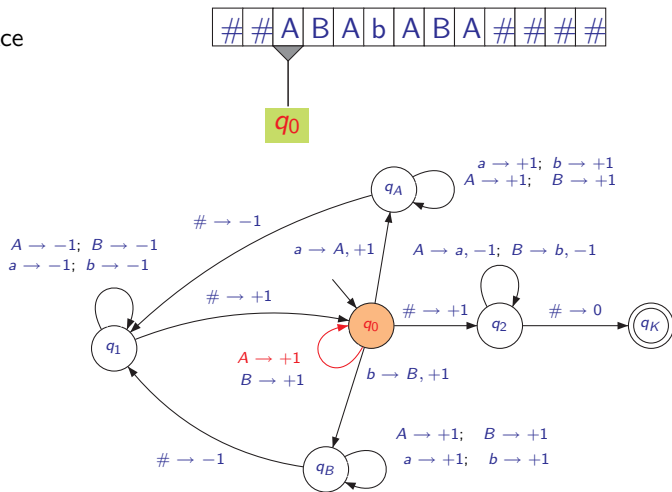 # # A B A b A B A # # # #
ce
q0
a → +1; b → +1
A → +1; B → +1
qA
# → −1
A → −1; B → −1
a → −1; b → −1
a → A, +1
A → a, −1; B → b, −1
# → +1
# → +1
# → 0
q0
q2
qK
q1
A → +1
B → +1
b → B, +1
A → +1; B → +1
a → +1; b → +1
# → −1
qB